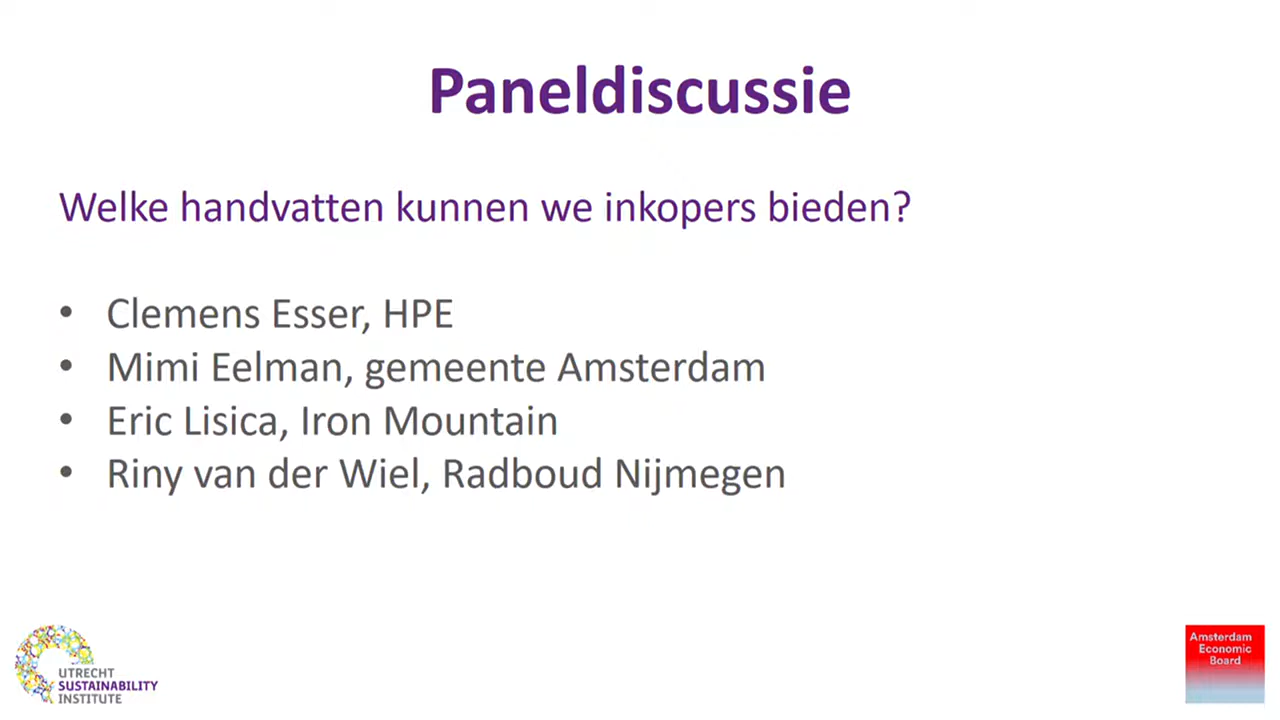 Paneldiscussie
Welke handvatten kunnen we inkopers bieden?
• Clemens Esser, HPE
• Mimi Eelman, gemeente Amsterdam
• Eric Lisica, Iron Mountain
• Riny van der Wiel, Radboud Nijmegen
UTRECHT
SUSTAINABILITY
INSTITUTE
Amsterdam
Economic
Board